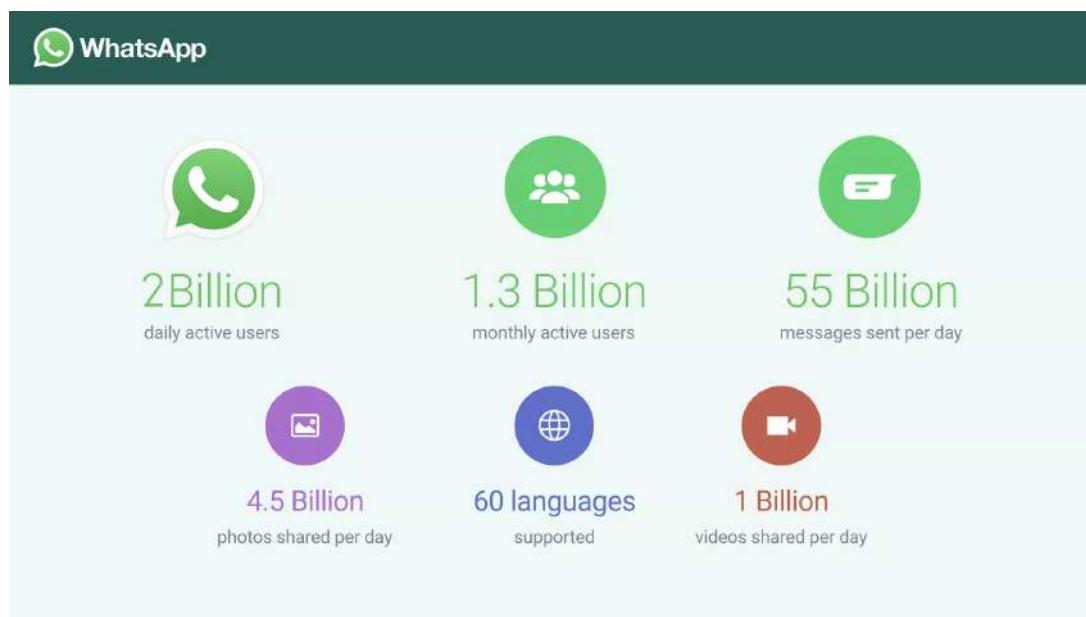 WhatsApp
2Billion
daily active users
1.3 Billion
monthly active users
55 Billion
messages sent per day
4.5 Billion
photos shared per day
60 languages
supported
1 Billion
videos shared per day